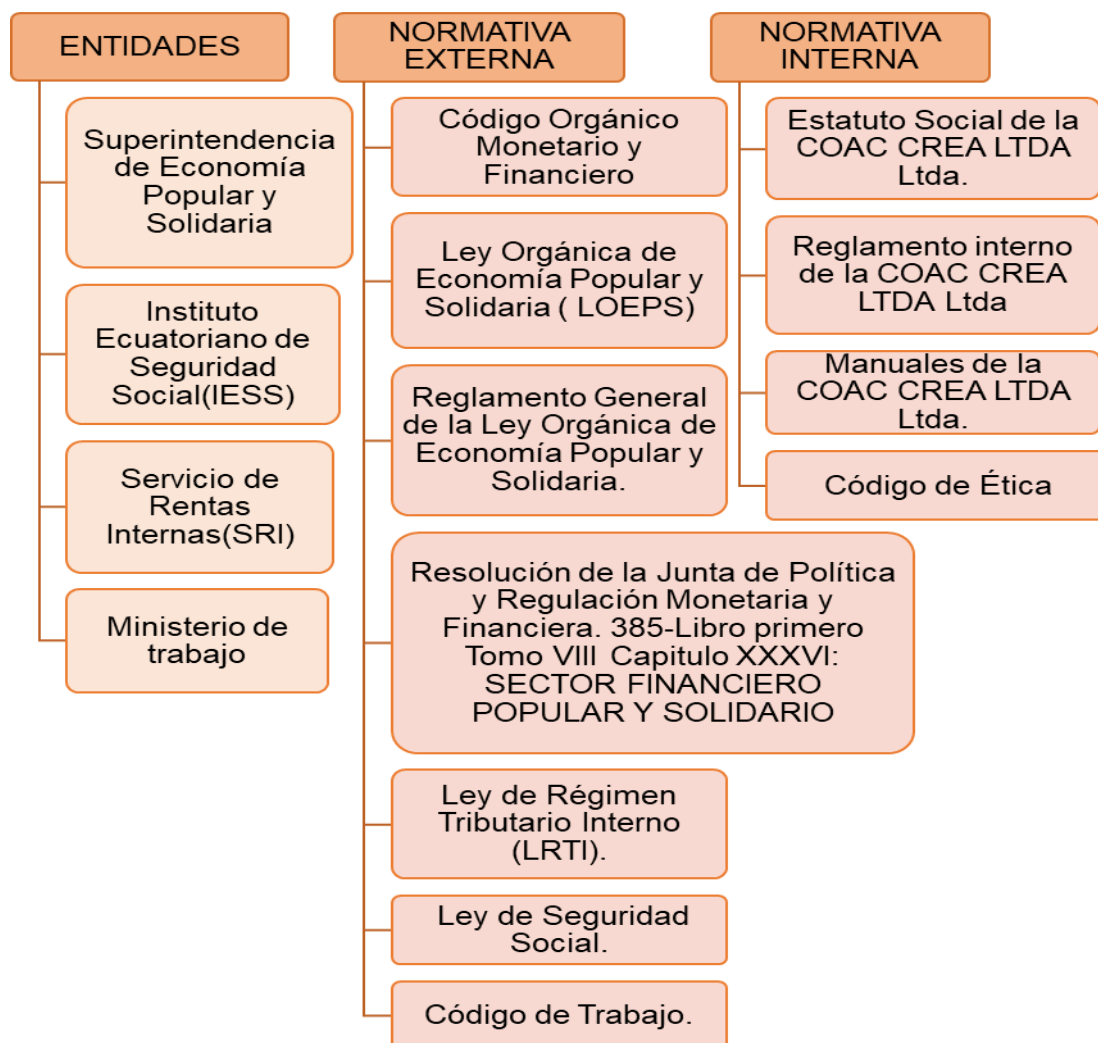 ENTIDADES
Superintendencia
de Economía
Popular y
Solidaria
Instituto
Ecuatoriano de
Seguridad
Social(IESS)
Servicio de
Rentas
Internas(SRI)
Ministerio de
trabajo
NORMATIVA
EXTERNA
Código Orgánico
Monetario y
Financiero
Ley Orgánica de
Economía Popular y
Solidaria ( LOEPS)
Reglamento General
de la Ley Orgánica de
Economía Popular y
Solidaria.
Resolución de la Junta de Política
y Regulación Monetaria y
Financiera. 385-Libro primero
Tomo VIII Capitulo XXXVI:
SECTOR FINANCIERO
POPULAR Y SOLIDARIO
Ley de Régimen
Tributario Interno
(LRTI).
Ley de Seguridad
Social.
Código de Trabajo.
NORMATIVA
INTERNA
Estatuto Social de la
COAC CREA LTDA
Ltda.
Reglamento interno
de la COAC CREA
LTDA Ltda
Manuales de la
COAC CREA LTDA
Ltda.
Código de Ética